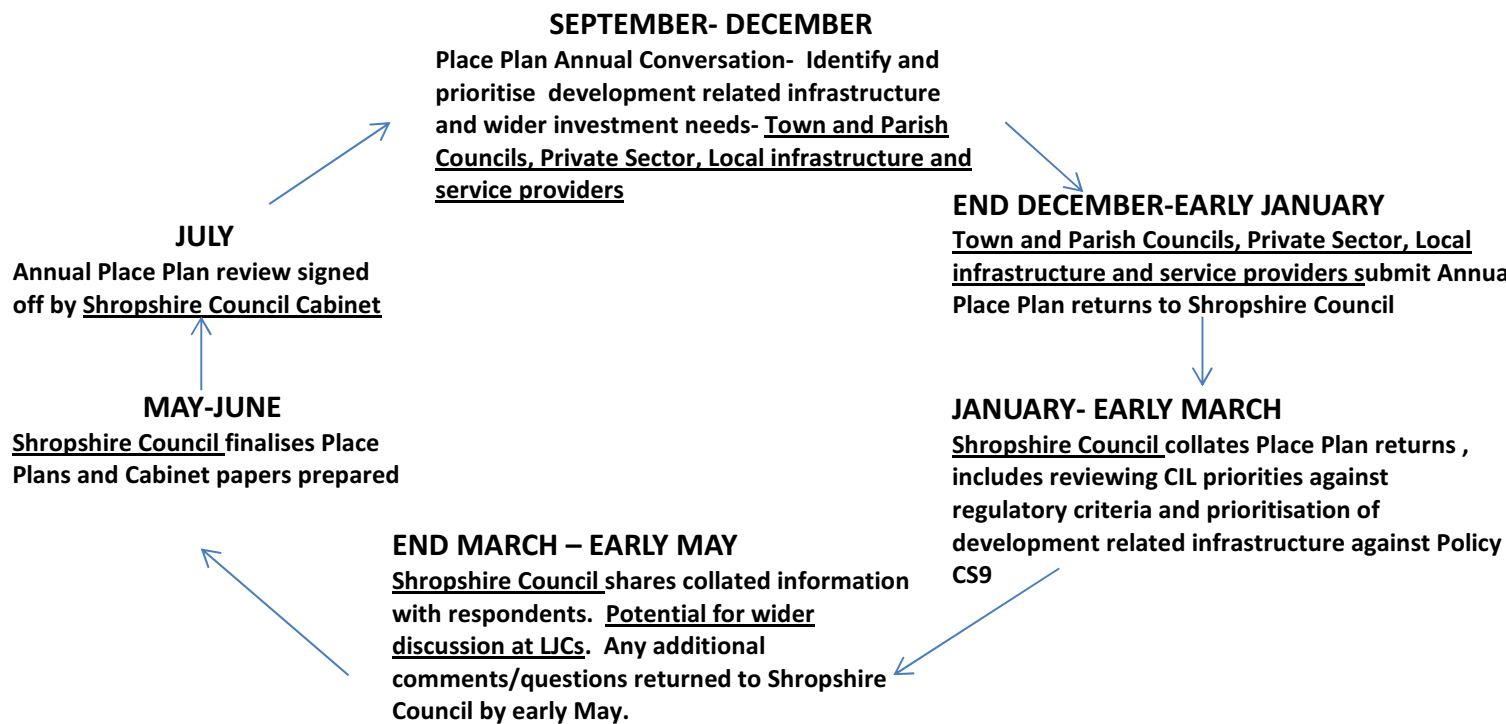 SEPTEMBER- DECEMBER
Place Plan Annual Conversation- Identify and
prioritise development related infrastructure
and wider investment needs- Town and Parish
Councils, Private Sector, Local infrastructure and
service providers
END DECEMBER-EARLY JANUARY
Town and Parish Councils, Private Sector, Local
infrastructure and service providers submit Annua
Place Plan returns to Shropshire Council
JANUARY- EARLY MARCH
Shropshire Council collates Place Plan returns ,
includes reviewing CIL priorities against
regulatory criteria and prioritisation of
development related infrastructure against Policy
CS9
END MARCH – EARLY MAY
Shropshire Council shares collated information
with respondents. Potential for wider
discussion at LJCs. Any additional
comments/questions returned to Shropshire
Council by early May.
MAY-JUNE
Shropshire Council finalises Place
Plans and Cabinet papers prepared
JULY
Annual Place Plan review signed
off by Shropshire Council Cabinet